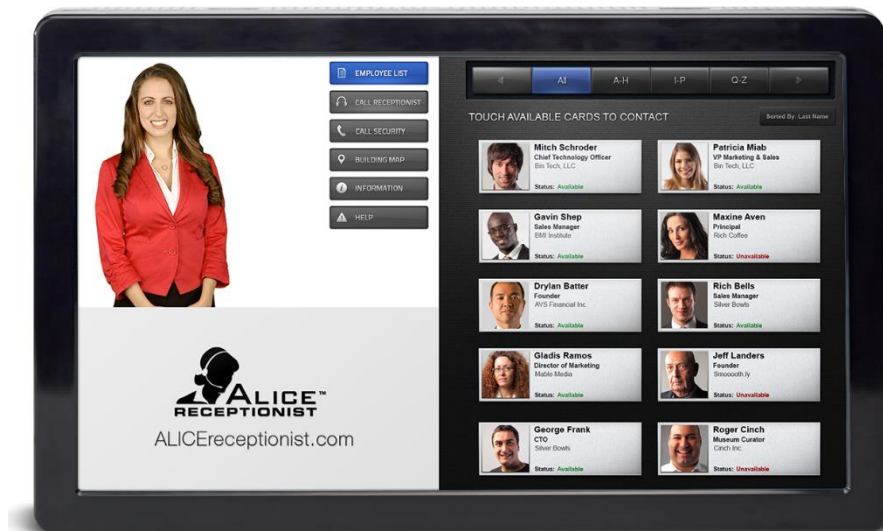 EMPLOYEE LIST
CALL RECEPTIONIST
CALL SECURITY
BUILDING MAP
INFORMATION
HELP
ALICE™
RECEPTIONIST
ALICEreceptionist.com
All
A-H
I-P
Q-Z
TOUCH AVAILABLE CARDS TO CONTACT
Sorted By: Last Name
Mitch Schroder
Chief Technology Officer
Bin Tech, LLC
Status: Available
Patricia Miab
VP Marketing & Sales
Bin Tech, LLC
Status: Available
Gavin Shep
Sales Manager
EMI Institute
Status: Available
Maxine Aven
Principal
Rich Coffee
Status: Unavailable
Drylan Batter
Founder
AVS Financial Inc.
Status: Available
Rich Bells
Sales Manager
Silver Bowls
Status: Available
Gladis Ramos
Director of Marketing
Mable Media
Status: Available
Jeff Landers
Founder
Smooooth.ly
Status: Unavailable
George Frank
CTO
Silver Bowls
Status: Available
Roger Cinch
Museum Curator
Cinch Inc.
Status: Unavailable